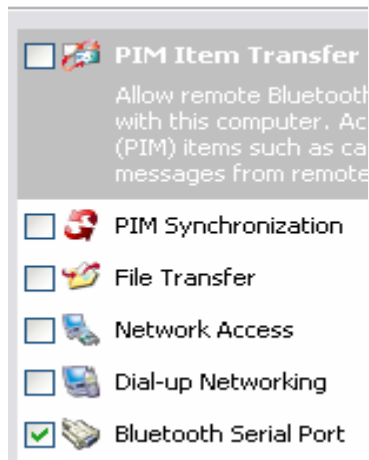 PIM Item Transfer
Allow remote Bluetooth
with this computer. Ac
(PIM) items such as ca
messages from remote
PIM Synchronization
File Transfer
Network Access
Dial-up Networking
Bluetooth Serial Port